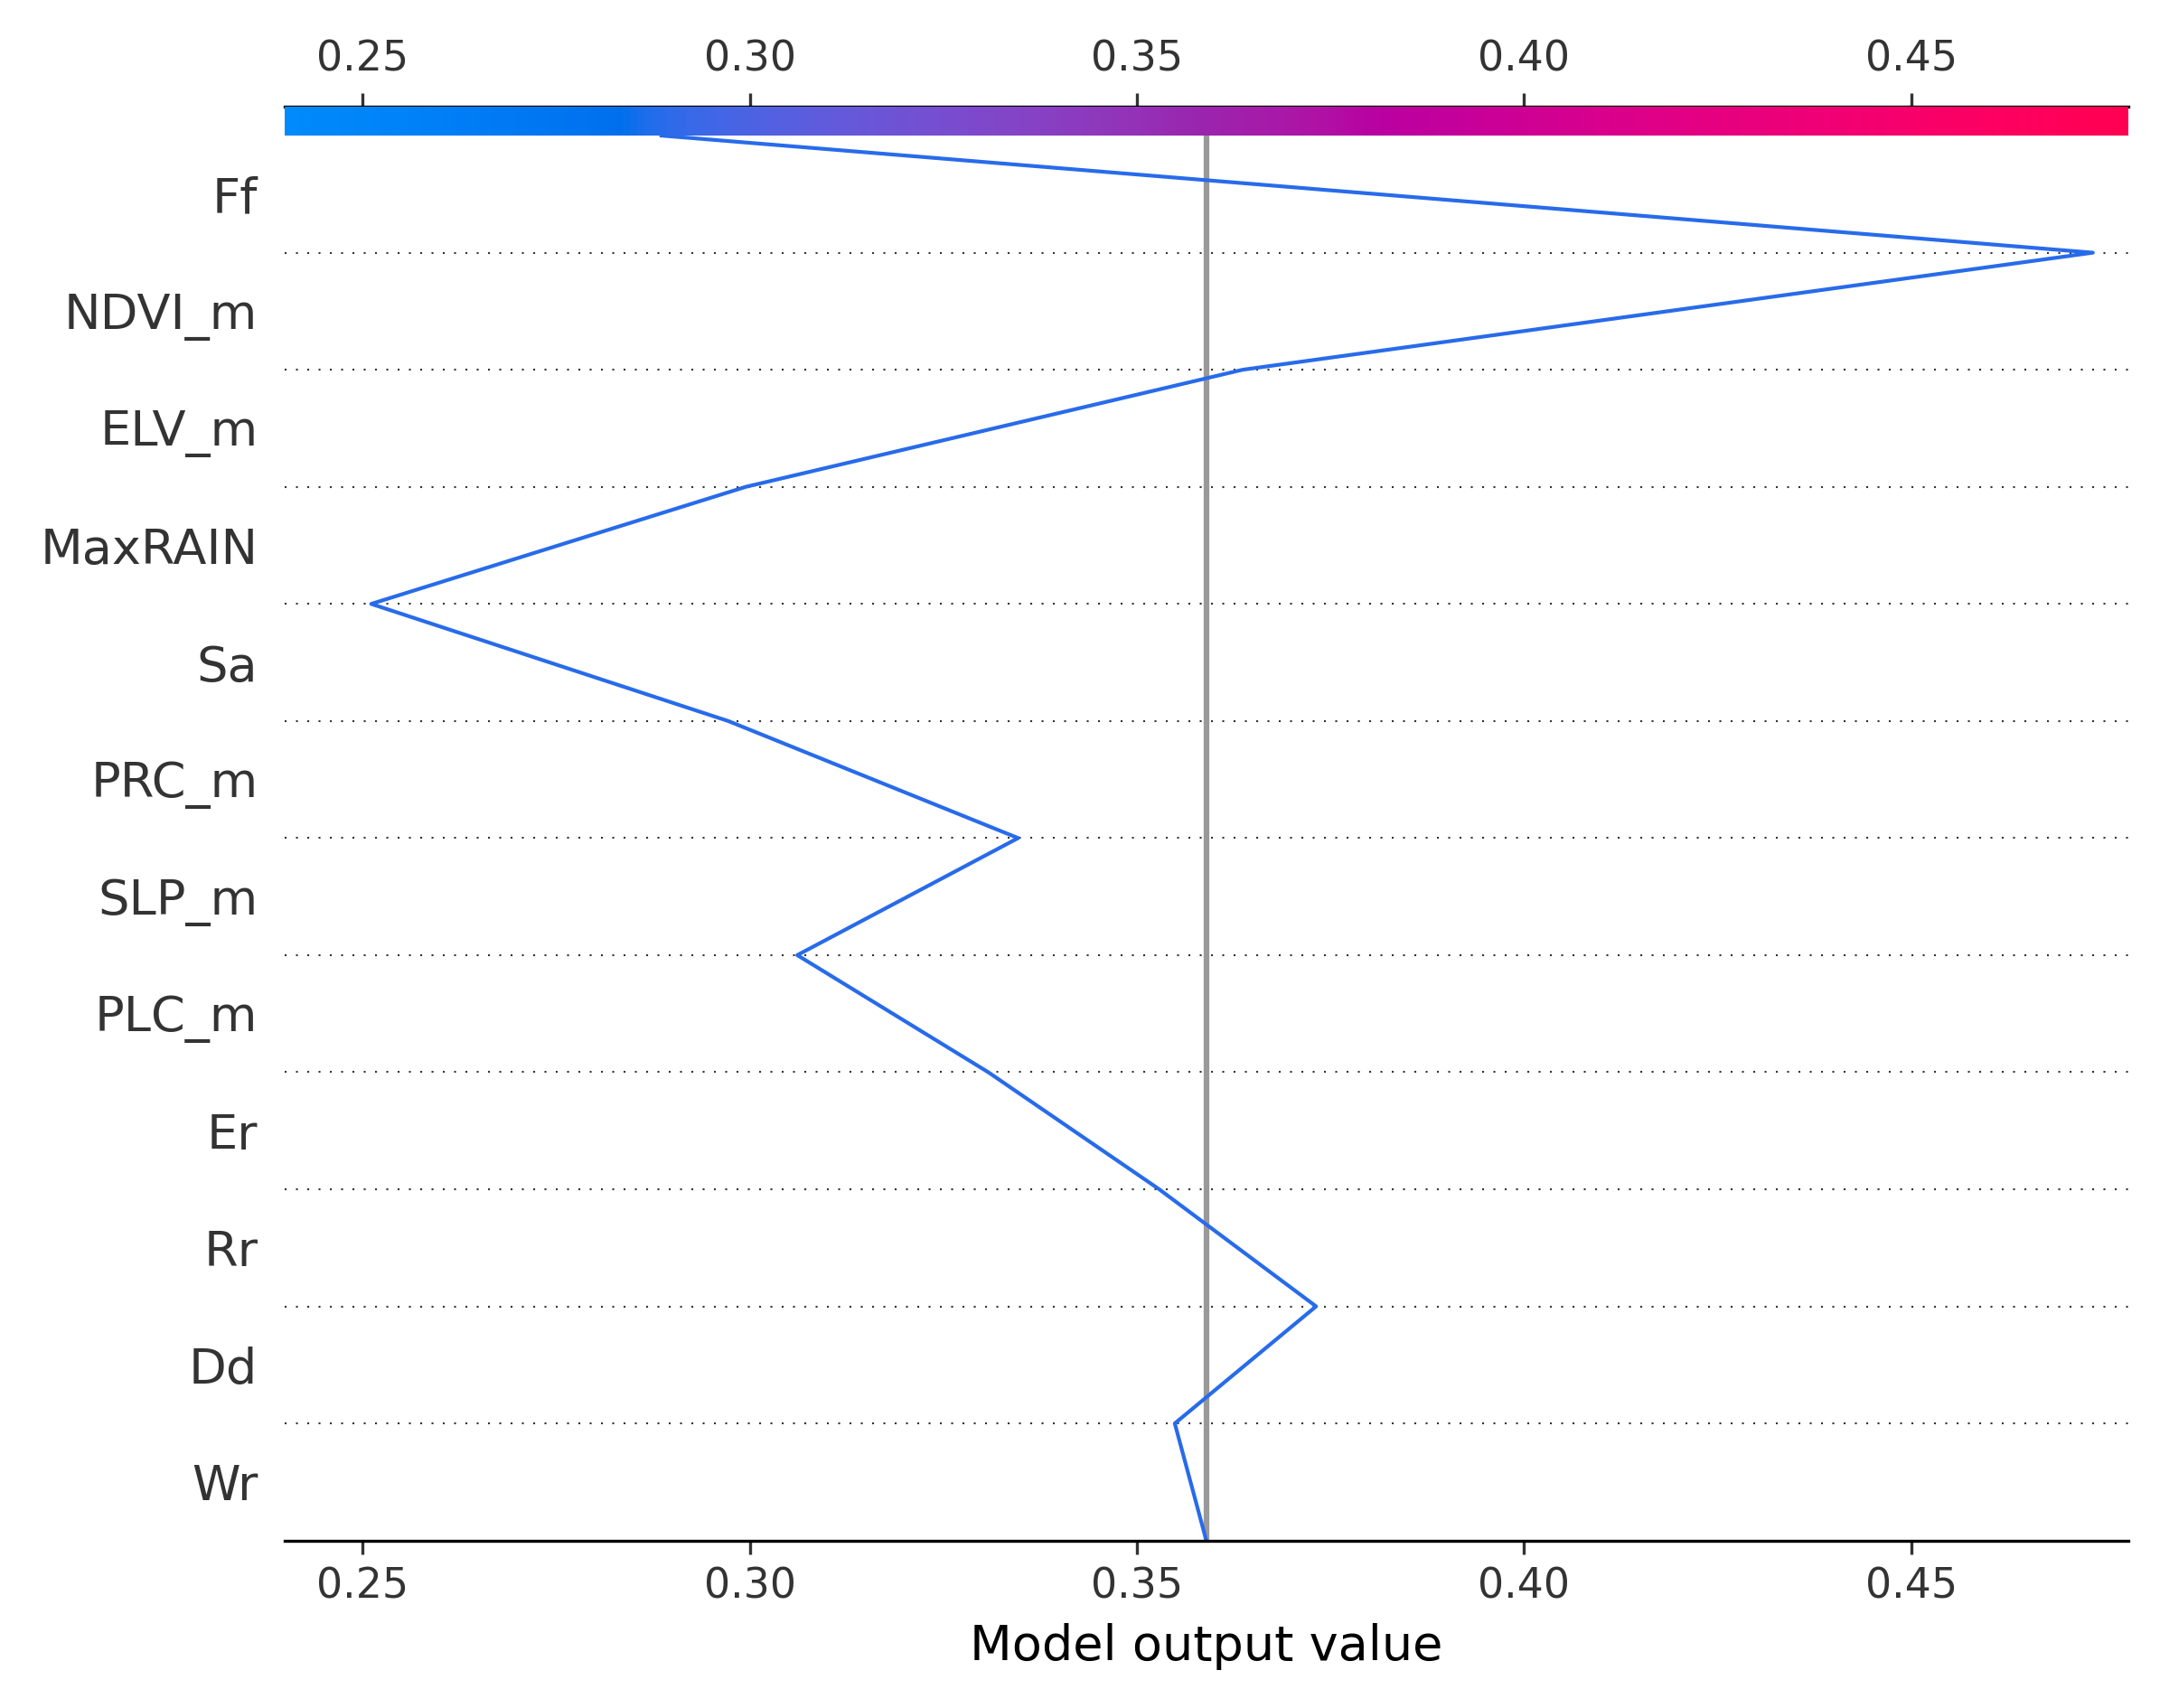 0.25 0.30 0.35 0.40 0.45
Ff
NDVI_m
ELV_m
MaxRAIN
Sa
PRC_m
SLP_m
PLC_m
Er
Rr
Dd
Wr
0.25 0.30 0.35 0.40 0.45
Model output value